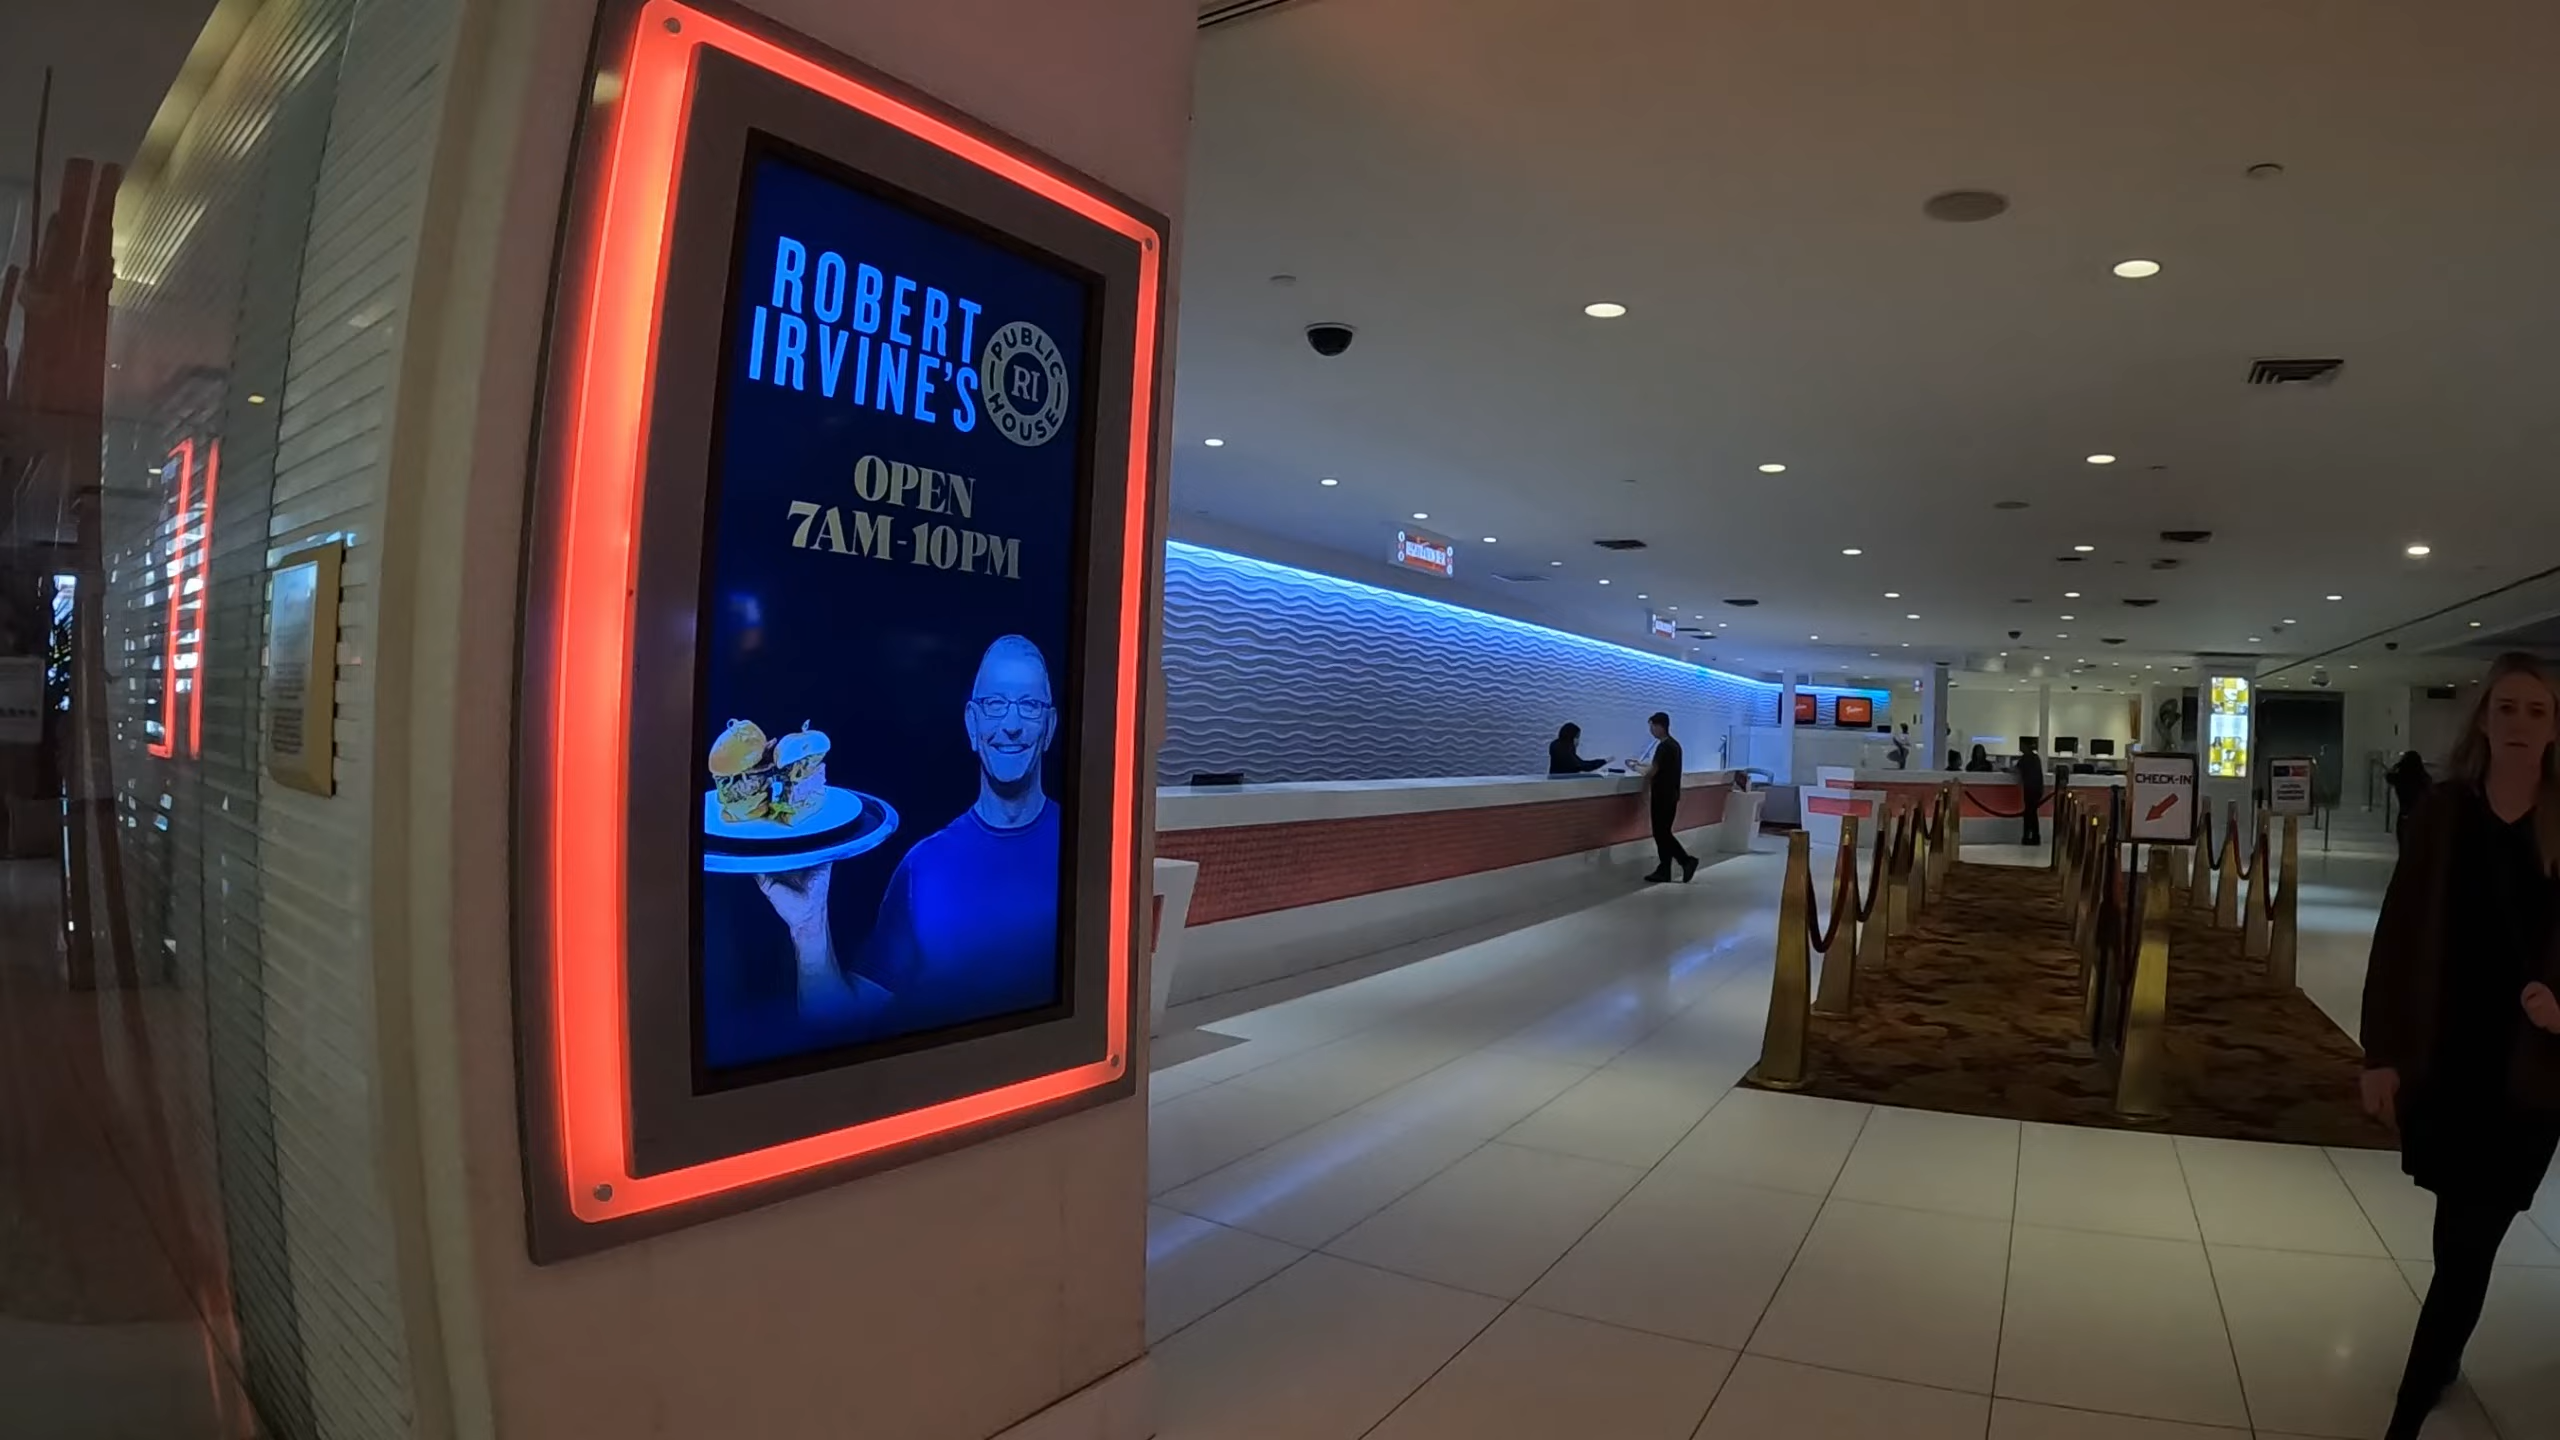 ROBERT
IRVINE'S
PUBLIC
RI
HOUSE
OPEN
7AM-10PM
CHECK-IN